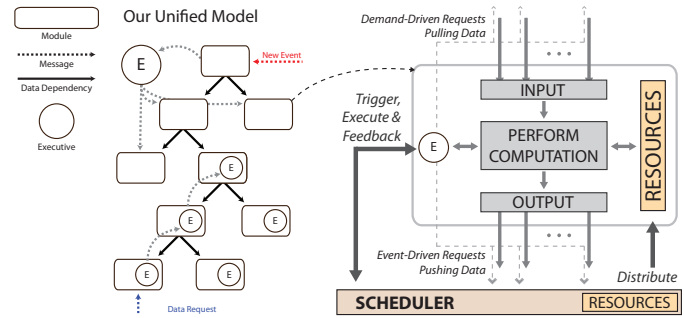 Our Unified Model
Module
Message
Data Dependency
Executive
E
New Event
E
E
E
E
E
Data Request
Demand-Driven Requests
Pulling Data
...
Trigger,
Execute &
Feedback
INPUT
E
PERFORM
COMPUTATION
RESOURCES
OUTPUT
...
Event-Driven Requests
Pushing Data
Distribute
SCHEDULER
RESOURCES